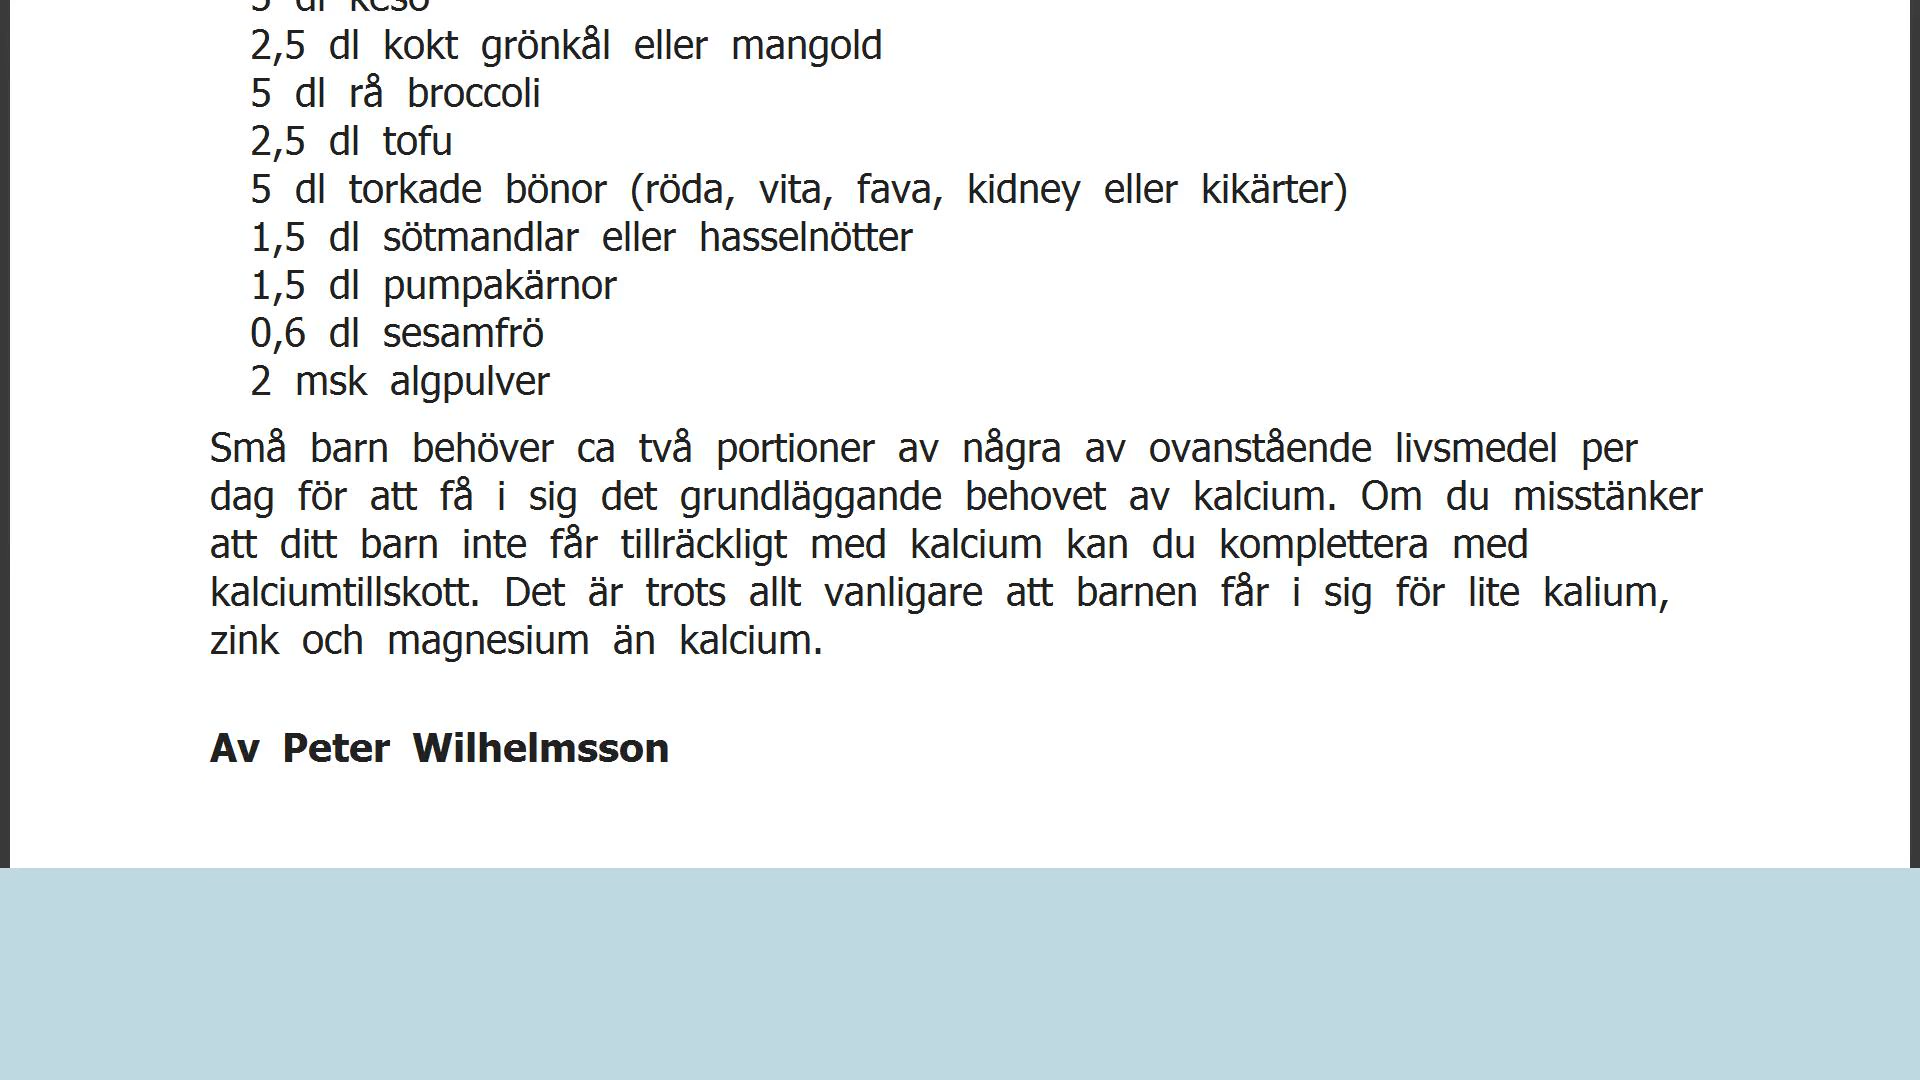 5 dl keso
2,5 dl kokt grönkål eller mangold
5 dl rå broccoli
2,5 dl tofu
5 dl torkade bönor (röda, vita, fava, kidney eller kikärter)
1,5 dl sötmandlar eller hasselnötter
1,5 dl pumpakärnor
0,6 dl sesamfrö
2 msk algpulver
Små barn behöver ca två portioner av några av ovanstående livsmedel per
dag för att få i sig det grundläggande behovet av kalcium. Om du misstänker
att ditt barn inte får tillräckligt med kalcium kan du komplettera med
kalciumtillskott. Det är trots allt vanligare att barnen får i sig för lite kalium,
zink och magnesium än kalcium.
Av Peter Wilhelmsson